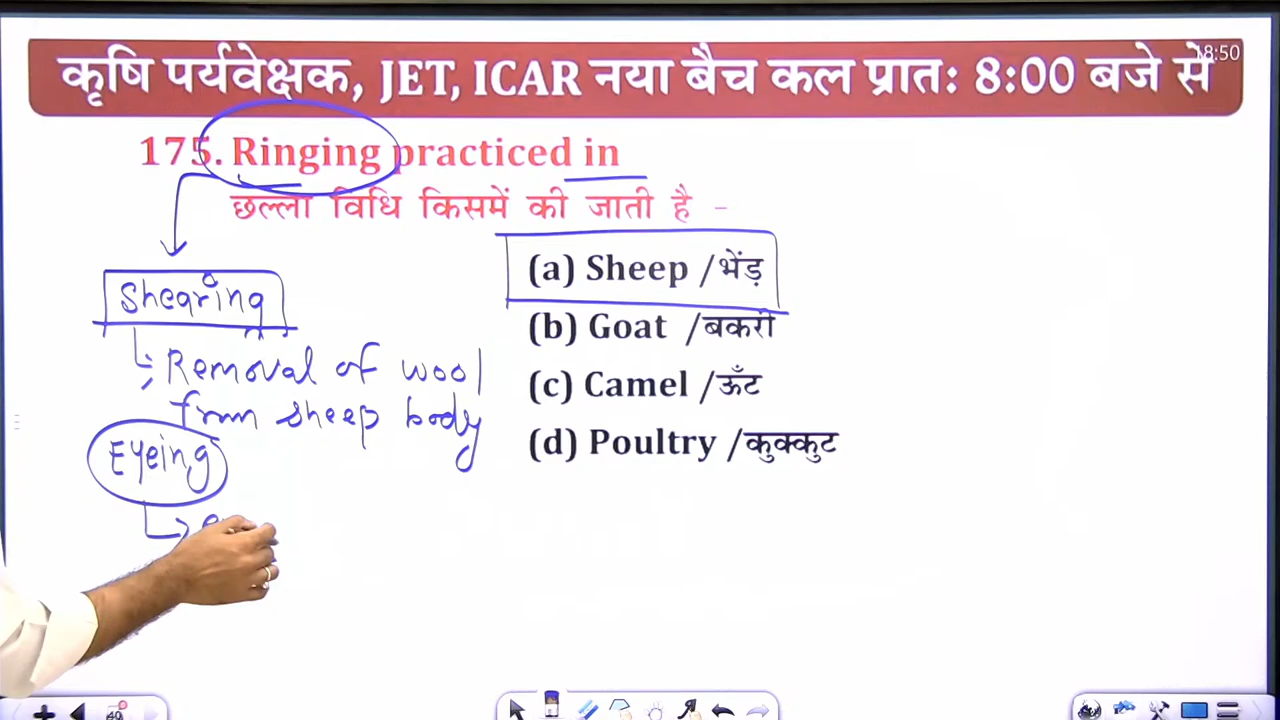 कृषि पर्यवेक्षक, JET, ICAR नया बैच कल प्रात: 8:00 बजे से
18:50
175. Ringing practiced in
छल्ला विधि किसमें की जाती है -
(a) Sheep /भेंड़
(b) Goat /बकरी
(c) Camel /ऊँट
(d) Poultry /कुक्कुट
Shearing
Removal of wool
from sheep body
Eyeing
49